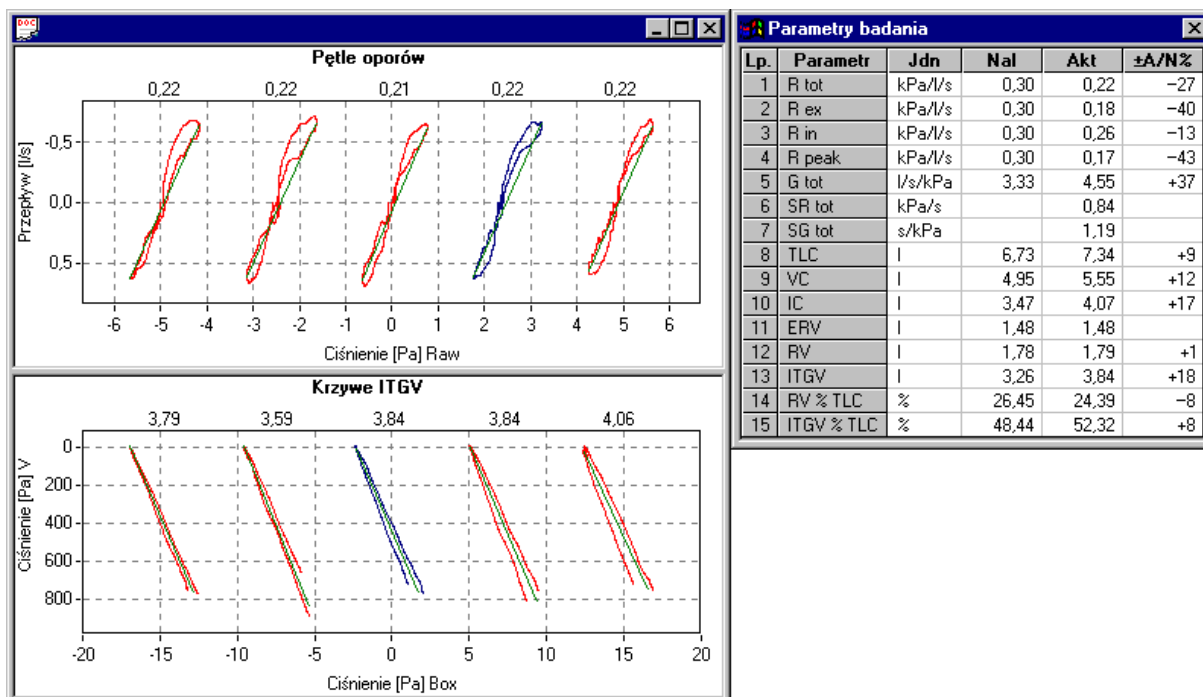 DOC
Pętle oporów
0,22 0,22 0,21 0,22 0,22
-0,5
0,0
0,5
Przepływ [l/s]
-6 -5 -4 -3 -2 -1 0 1 2 3 4 5 6
Ciśnienie [Pa] Raw
Krzywe ITGV
3,79 3,59 3,84 3,84 4,06
0
200
400
600
800
Ciśnienie [Pa] V
-20 -15 -10 -5 0 5 10 15 20
Ciśnienie [Pa] Box
Parametry badania
Lp. Parametr Jdn Nal Akt ±A/N%
1 R tot kPa/l/s 0,30 0,22 −27
2 R ex kPa/l/s 0,30 0,18 −40
3 R in kPa/l/s 0,30 0,26 −13
4 R peak kPa/l/s 0,30 0,17 −43
5 G tot l/s/kPa 3,33 4,55 +37
6 SR tot kPa/s 0,84
7 SG tot s/kPa 1,19
8 TLC l 6,73 7,34 +9
9 VC l 4,95 5,55 +12
10 IC l 3,47 4,07 +17
11 ERV l 1,48 1,48
12 RV l 1,78 1,79 +1
13 ITGV l 3,26 3,84 +18
14 RV % TLC % 26,45 24,39 −8
15 ITGV % TLC % 48,44 52,32 +8